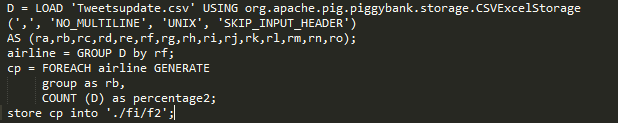 D = LOAD 'Tweetsupdate.csv' USING org.apache.pig.piggybank.storage.CSVExcelStorage
(',', 'NO_MULTILINE', 'UNIX', 'SKIP_INPUT_HEADER')
AS (ra,rb,rc,rd,re,rf,rg,rh,ri,rj,rk,rl,rm,rn,ro);
airline = GROUP D by rf;
cp = FOREACH airline GENERATE
group as rb,
COUNT (D) as percentage2;
store cp into './fi/f2';